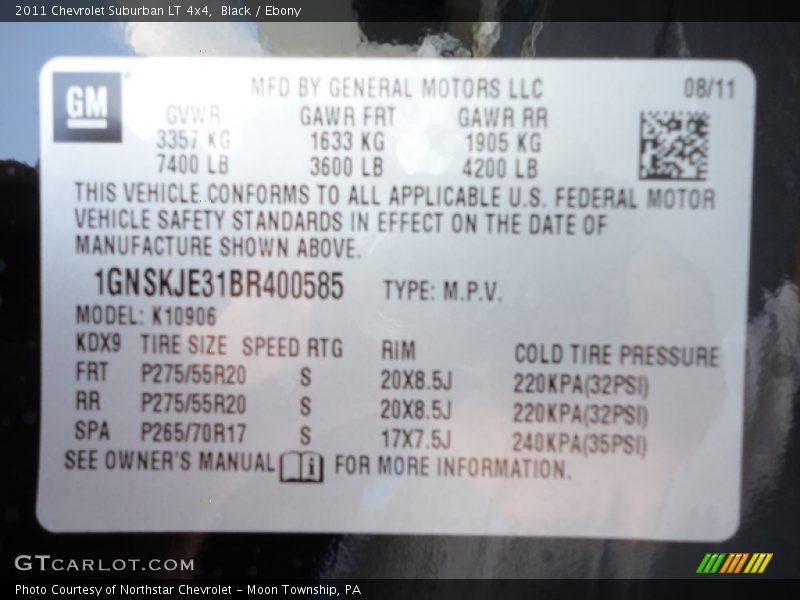 2011 Chevrolet Suburban LT 4x4, Black / Ebony
GM
MFD BY GENERAL MOTORS LLC 08/11
GVWR GAWR FRT GAWR RR
3357 KG 1633 KG 1905 KG
7400 LB 3600 LB 4200 LB
THIS VEHICLE CONFORMS TO ALL APPLICABLE U.S. FEDERAL MOTOR
VEHICLE SAFETY STANDARDS IN EFFECT ON THE DATE OF
MANUFACTURE SHOWN ABOVE.
1GNSKJE31BR400585 TYPE: M.P.V.
MODEL: K10906
KDX9 TIRE SIZE SPEED RTG RIM COLD TIRE PRESSURE
FRT P275/55R20 S 20X8.5J 220KPA(32PSI)
RR P275/55R20 S 20X8.5J 220KPA(32PSI)
SPA P265/70R17 S 17X7.5J 240KPA(35PSI)
SEE OWNER'S MANUAL i FOR MORE INFORMATION.
GTCARLOT.COM
Photo Courtesy of Northstar Chevrolet - Moon Township, PA